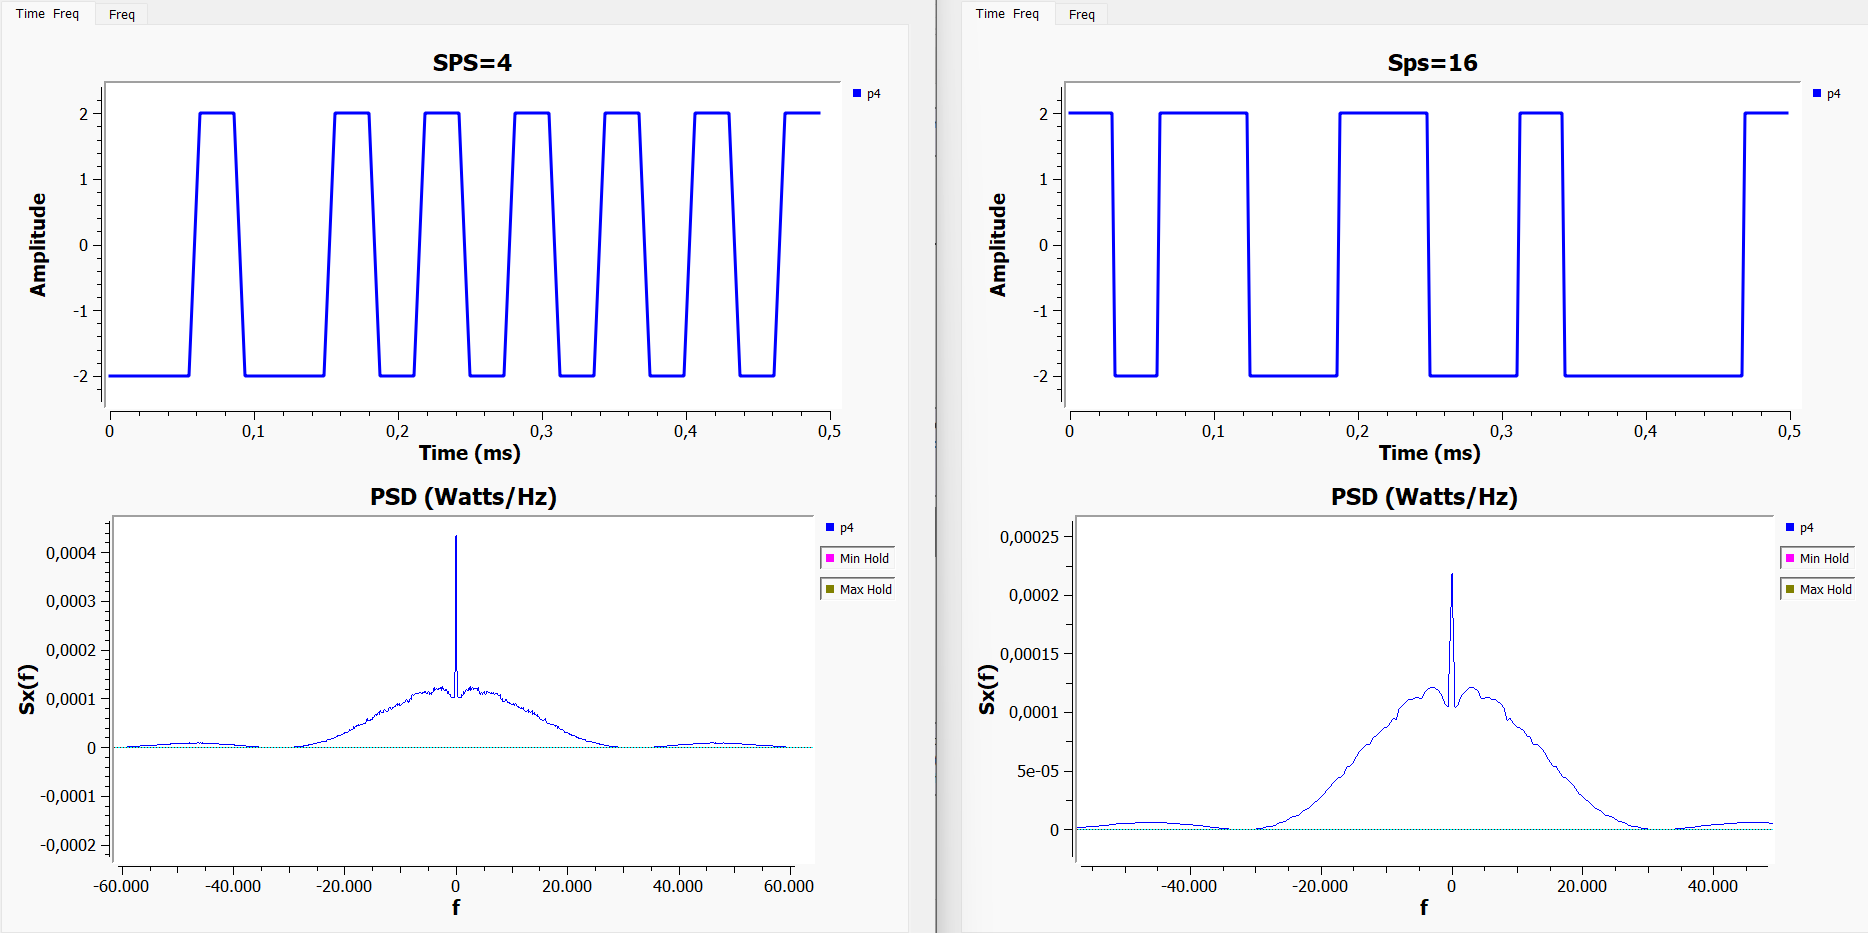 Time Freq
Freq
SPS=4
p4
Amplitude
2
1
0
-1
-2
0
0,1
0,2
0,3
0,4
0,5
Time (ms)
PSD (Watts/Hz)
p4
Min Hold
Max Hold
Sx(f)
0,0004
0,0003
0,0002
0,0001
0
-0,0001
-0,0002
-60.000
-40.000
-20.000
0
20.000
40.000
60.000
f
Time Freq
Freq
Sps=16
p4
Amplitude
2
1
0
-1
-2
0
0,1
0,2
0,3
0,4
0,5
Time (ms)
PSD (Watts/Hz)
p4
Min Hold
Max Hold
Sx(f)
0,00025
0,0002
0,00015
0,0001
5e-05
0
-40.000
-20.000
0
20.000
40.000
f